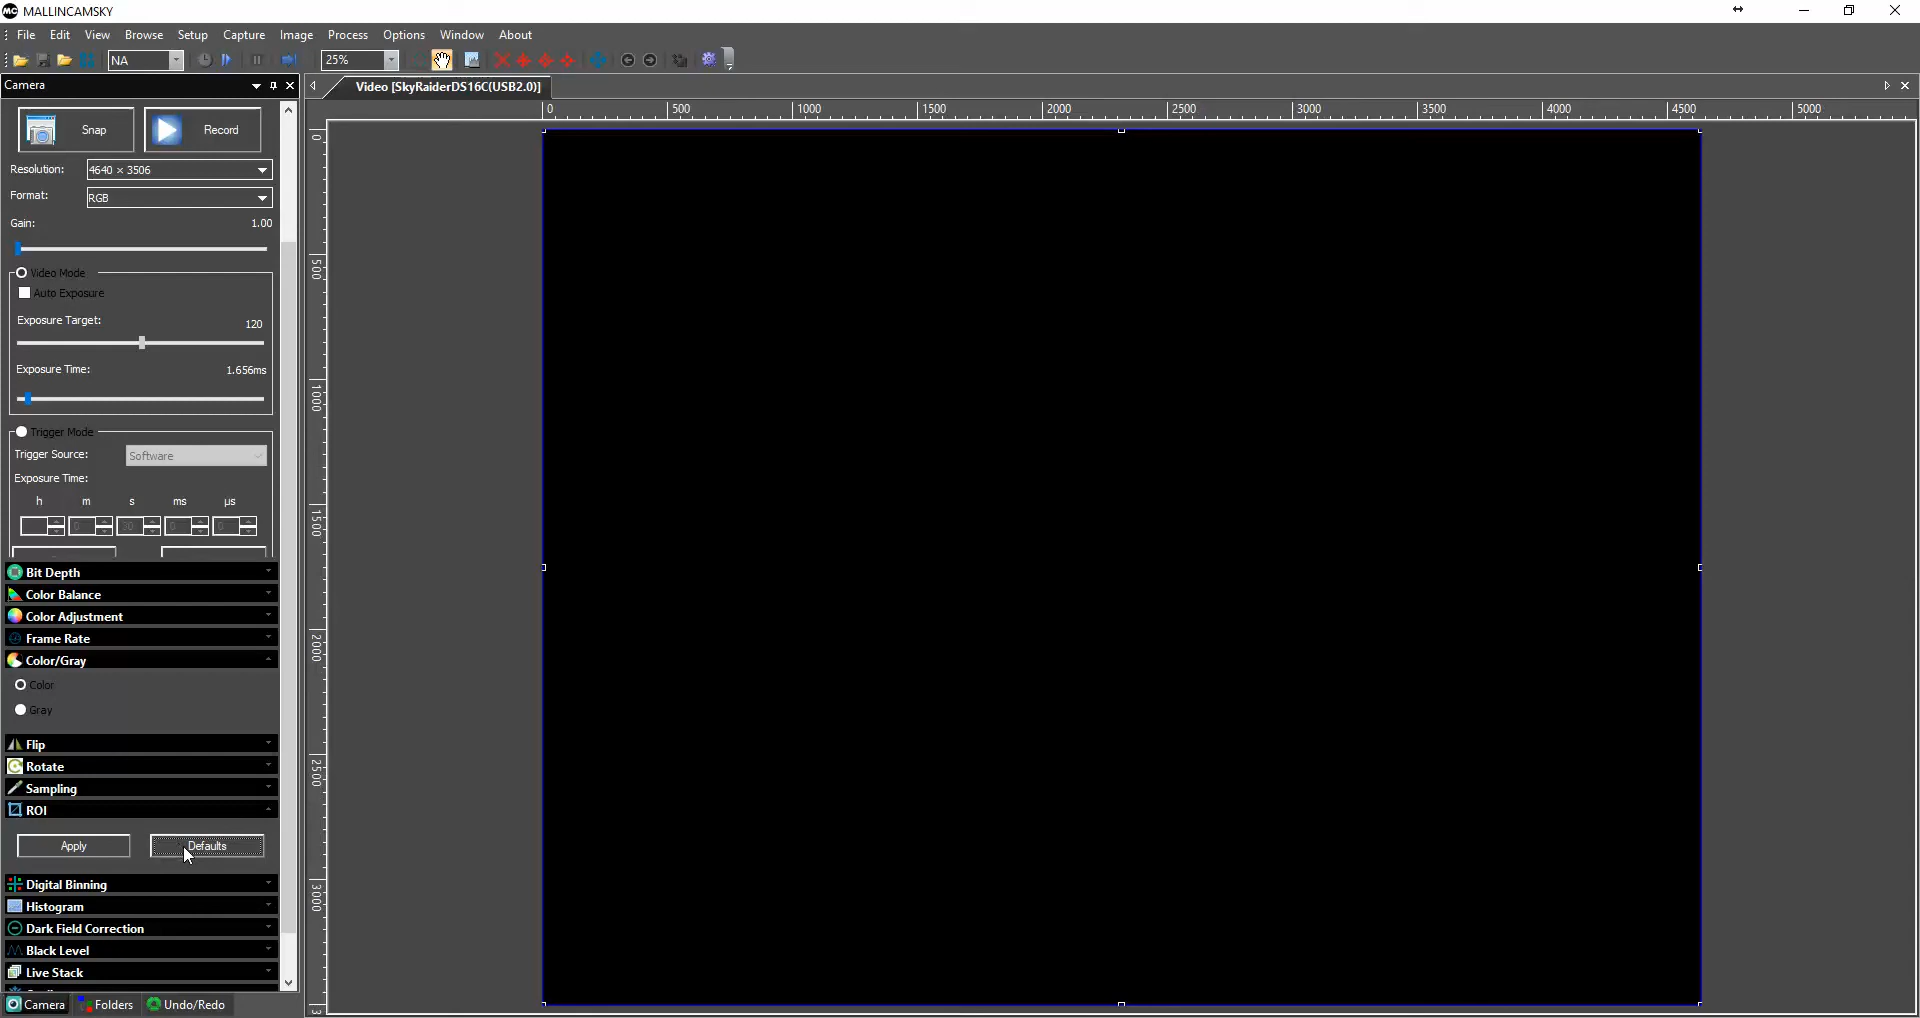 MALLINCAMSKY
File Edit View Browse Setup Capture Image Process Options Window About
NA 25%
Camera
Video [SkyRaiderDS16C(USB2.0)]
0 500 1000 1500 2000 2500 3000 3500 4000 4500 5000
0
500
1000
1500
2000
2500
3000
Snap Record
Resolution: 4640 × 3506
Format: RGB
Gain: 1.00
Video Mode
Auto Exposure
Exposure Target: 120
Exposure Time: 1.656ms
Trigger Mode
Trigger Source: Software
Exposure Time:
h m s ms µs
0 30 0 0
Bit Depth
Color Balance
Color Adjustment
Frame Rate
Color/Gray
Color
Gray
Flip
Rotate
Sampling
ROI
Apply Defaults
Digital Binning
Histogram
Dark Field Correction
Black Level
Live Stack
Camera Folders Undo/Redo